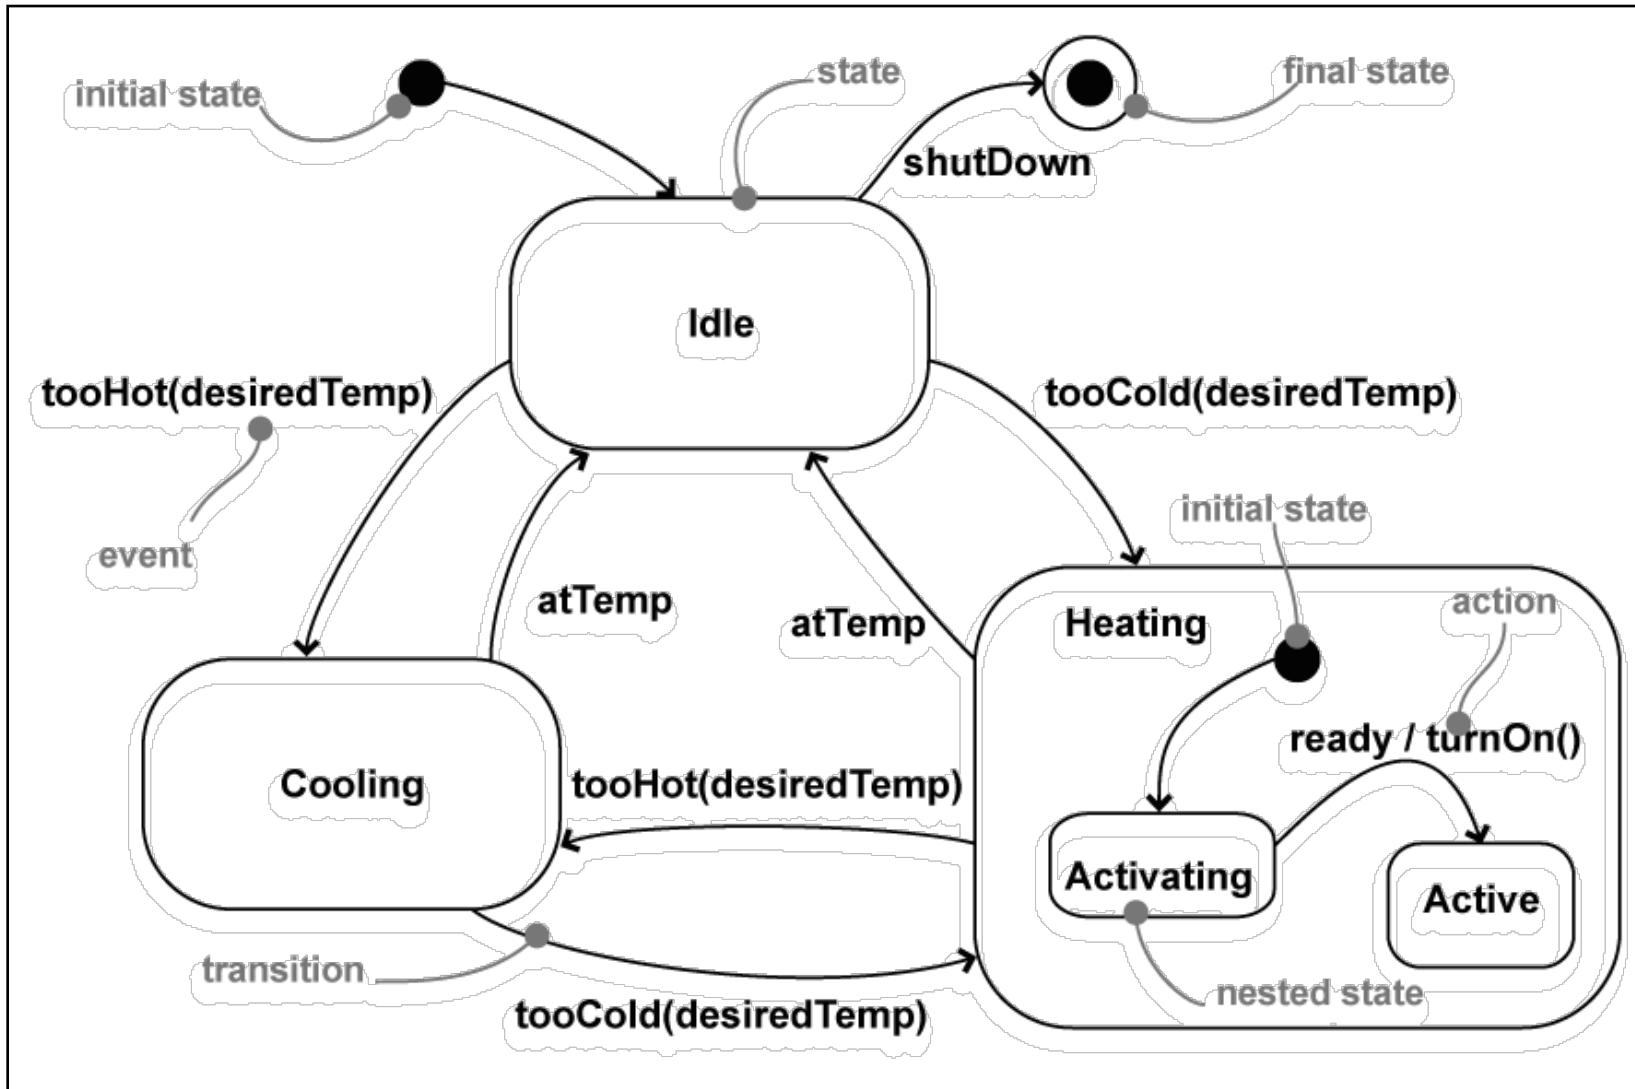 initial state
state
final state
shutDown
Idle
tooHot(desiredTemp)
tooCold(desiredTemp)
initial state
event
atTemp
atTemp
Heating
action
ready / turnOn()
Cooling
tooHot(desiredTemp)
Activating
Active
transition
nested state
tooCold(desiredTemp)